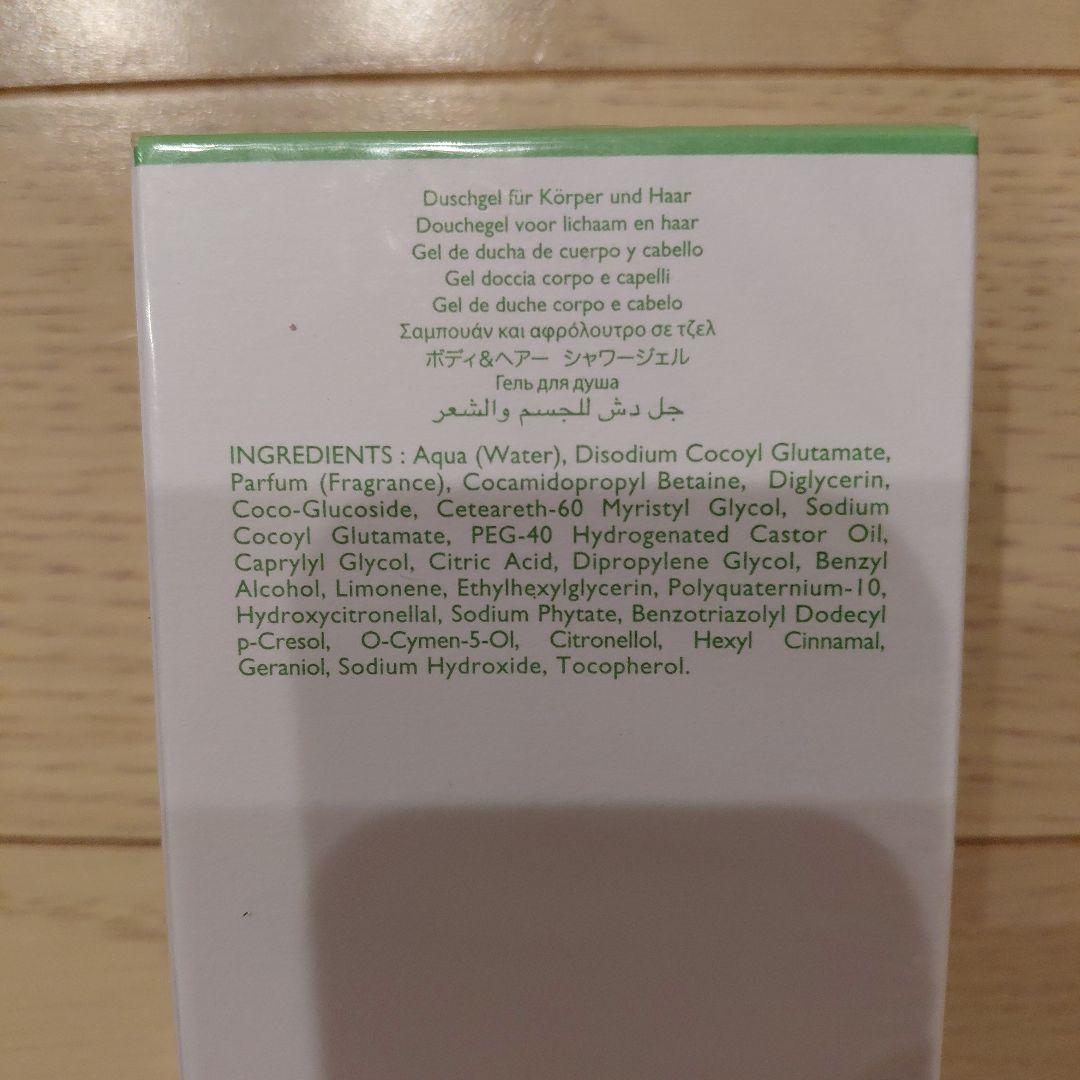 Duschgel für Körper und Haar
Douchegel voor lichaam en haar
Gel de ducha de cuerpo y cabello
Gel doccia corpo e capelli
Gel de duche corpo e cabelo
Σαμπουάν και αφρόλουτρο σε τζελ
ボディ&ヘアー シャワージェル
Гель для душа
جل دش للجسم والشعر
INGREDIENTS : Aqua (Water), Disodium Cocoyl Glutamate,
Parfum (Fragrance), Cocamidopropyl Betaine, Diglycerin,
Coco-Glucoside, Ceteareth-60 Myristyl Glycol, Sodium
Cocoyl Glutamate, PEG-40 Hydrogenated Castor Oil,
Caprylyl Glycol, Citric Acid, Dipropylene Glycol, Benzyl
Alcohol, Limonene, Ethylhexylglycerin, Polyquaternium-10,
Hydroxycitronellal, Sodium Phytate, Benzotriazolyl Dodecyl
p-Cresol, O-Cymen-5-Ol, Citronellol, Hexyl Cinnamal,
Geraniol, Sodium Hydroxide, Tocopherol.